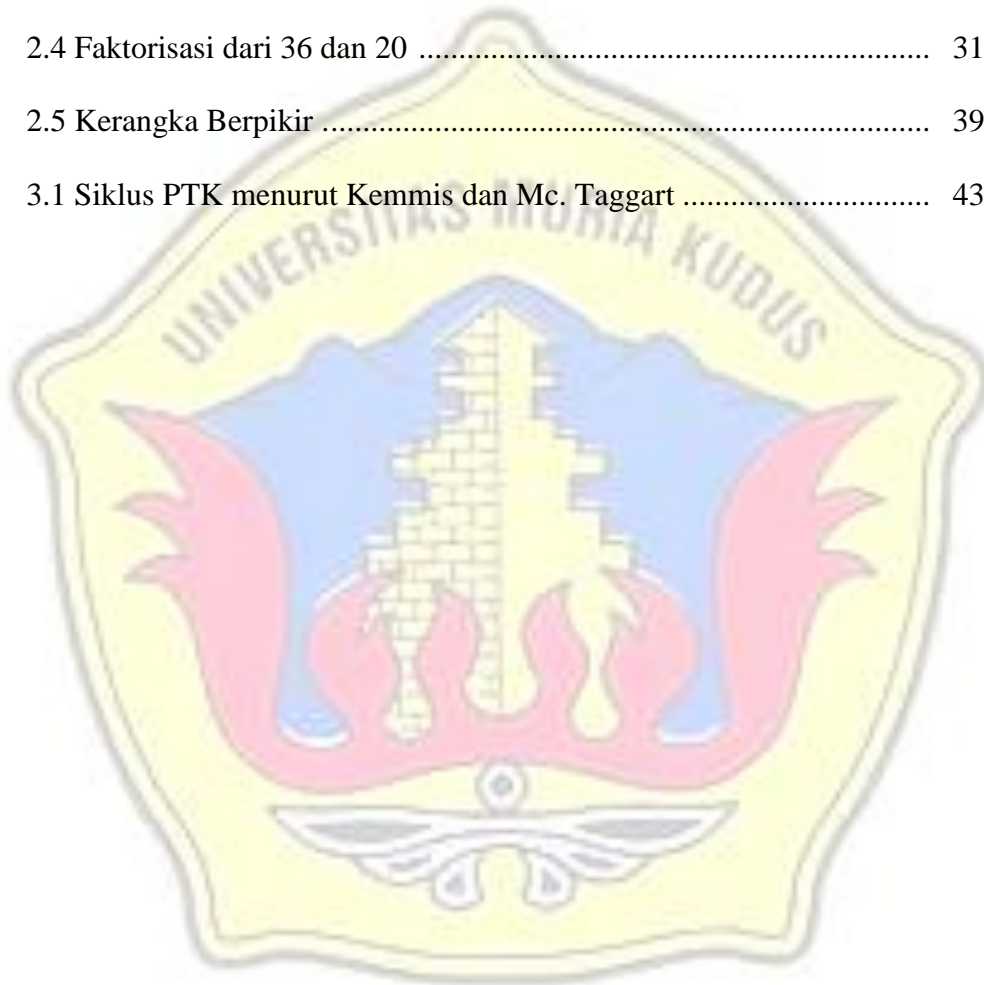 2.4 Faktorisasi dari 36 dan 20 ................................................................ 31
2.5 Kerangka Berpikir ............................................................................ 39
3.1 Siklus PTK menurut Kemmis dan Mc. Taggart ............................... 43
UNIVERSITAS MURIA KUDUS